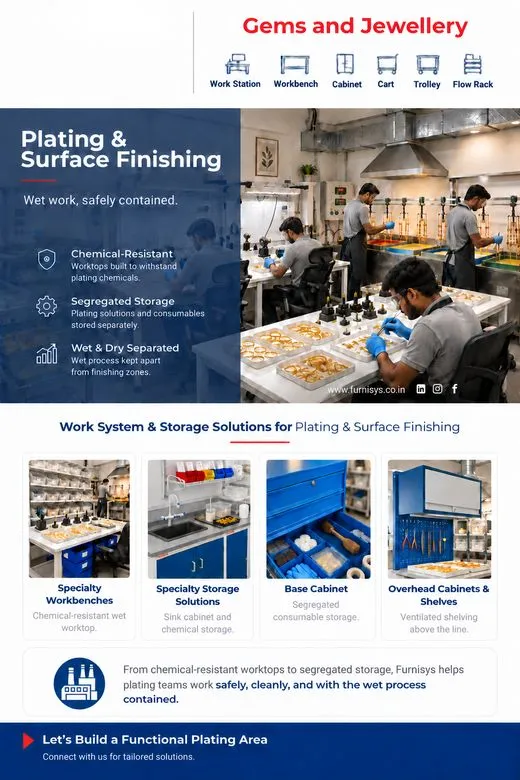 Gems and Jewellery
Work Station
Workbench
Cabinet
Cart
Trolley
Flow Rack
Plating &
Surface Finishing
Wet work, safely contained.
Chemical-Resistant
Worktops built to withstand
plating chemicals.
Segregated Storage
Plating solutions and consumables
stored separately.
Wet & Dry Separated
Wet process kept apart
from finishing zones.
www.furnisys.co.in
Work System & Storage Solutions for Plating & Surface Finishing
Specialty
Workbenches
Chemical-resistant wet
worktop.
Specialty Storage
Solutions
Sink cabinet and
chemical storage.
Base Cabinet
Segregated
consumable storage.
Overhead Cabinets &
Shelves
Ventilated shelving
above the line.
From chemical-resistant worktops to segregated storage, Furnisys helps
plating teams work safely, cleanly, and with the wet process
contained.
Let's Build a Functional Plating Area
Connect with us for tailored solutions.